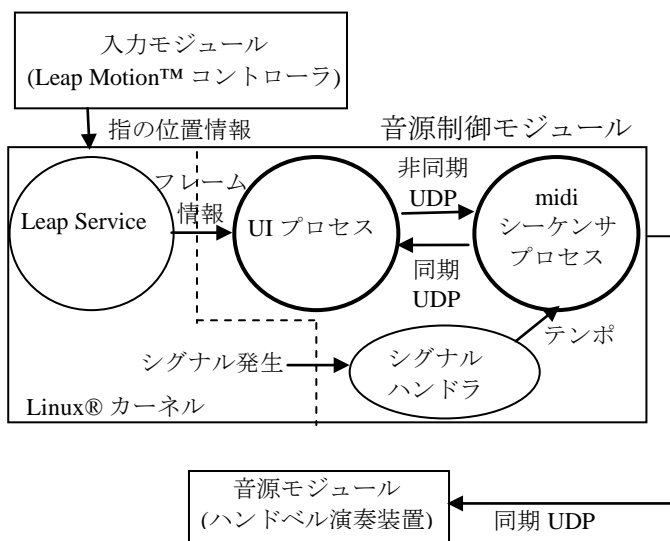 入力モジュール
(Leap Motion™ コントローラ)
指の位置情報
音源制御モジュール
Leap Service
フレーム
情報
UI プロセス
非同期
UDP
同期
UDP
midi
シーケンサ
プロセス
テンポ
シグナル発生
シグナル
ハンドラ
Linux® カーネル
音源モジュール
(ハンドベル演奏装置)
同期 UDP